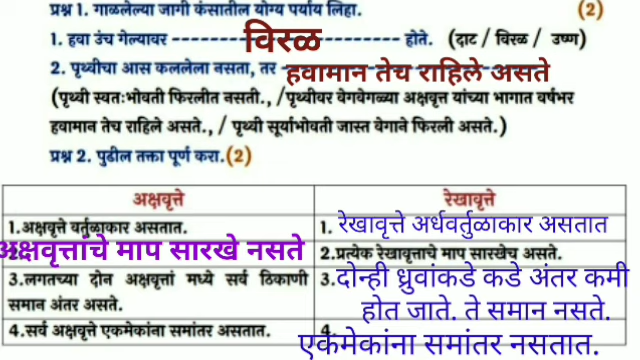 प्रश्न 1. गाळलेल्या जागी कंसातील योग्य पर्याय लिहा. (2)
1. हवा उंच गेल्यावर ---------- विरळ ---------- होते. (दाट / विरळ / उष्ण)
2. पृथ्वीचा आस कललेला नसता, तर हवामान तेच राहिले असते
(पृथ्वी स्वतःभोवती फिरलीत नसती., /पृथ्वीवर वेगवेगळ्या अक्षवृत्त यांच्या भागात वर्षभर
हवामान तेच राहिले असते., / पृथ्वी सूर्याभोवती जास्त वेगाने फिरली असते.)
प्रश्न 2. पुढील तक्ता पूर्ण करा.(2)
अक्षवृत्ते रेखावृत्ते
1.अक्षवृत्ते वर्तुळाकार असतात. 1. रेखावृत्ते अर्धवर्तुळाकार असतात
अक्षवृत्तांचे माप सारखे नसते 2.प्रत्येक रेखावृत्ताचे माप सारखेच असते.
3.लगतच्या दोन अक्षवृत्तां मध्ये सर्व ठिकाणी 3.दोन्ही ध्रुवांकडे कडे अंतर कमी
समान अंतर असते. होत जाते. ते समान नसते.
4.सर्व अक्षवृत्ते एकमेकांना समांतर असतात. 4.
एकमेकांना समांतर नसतात.